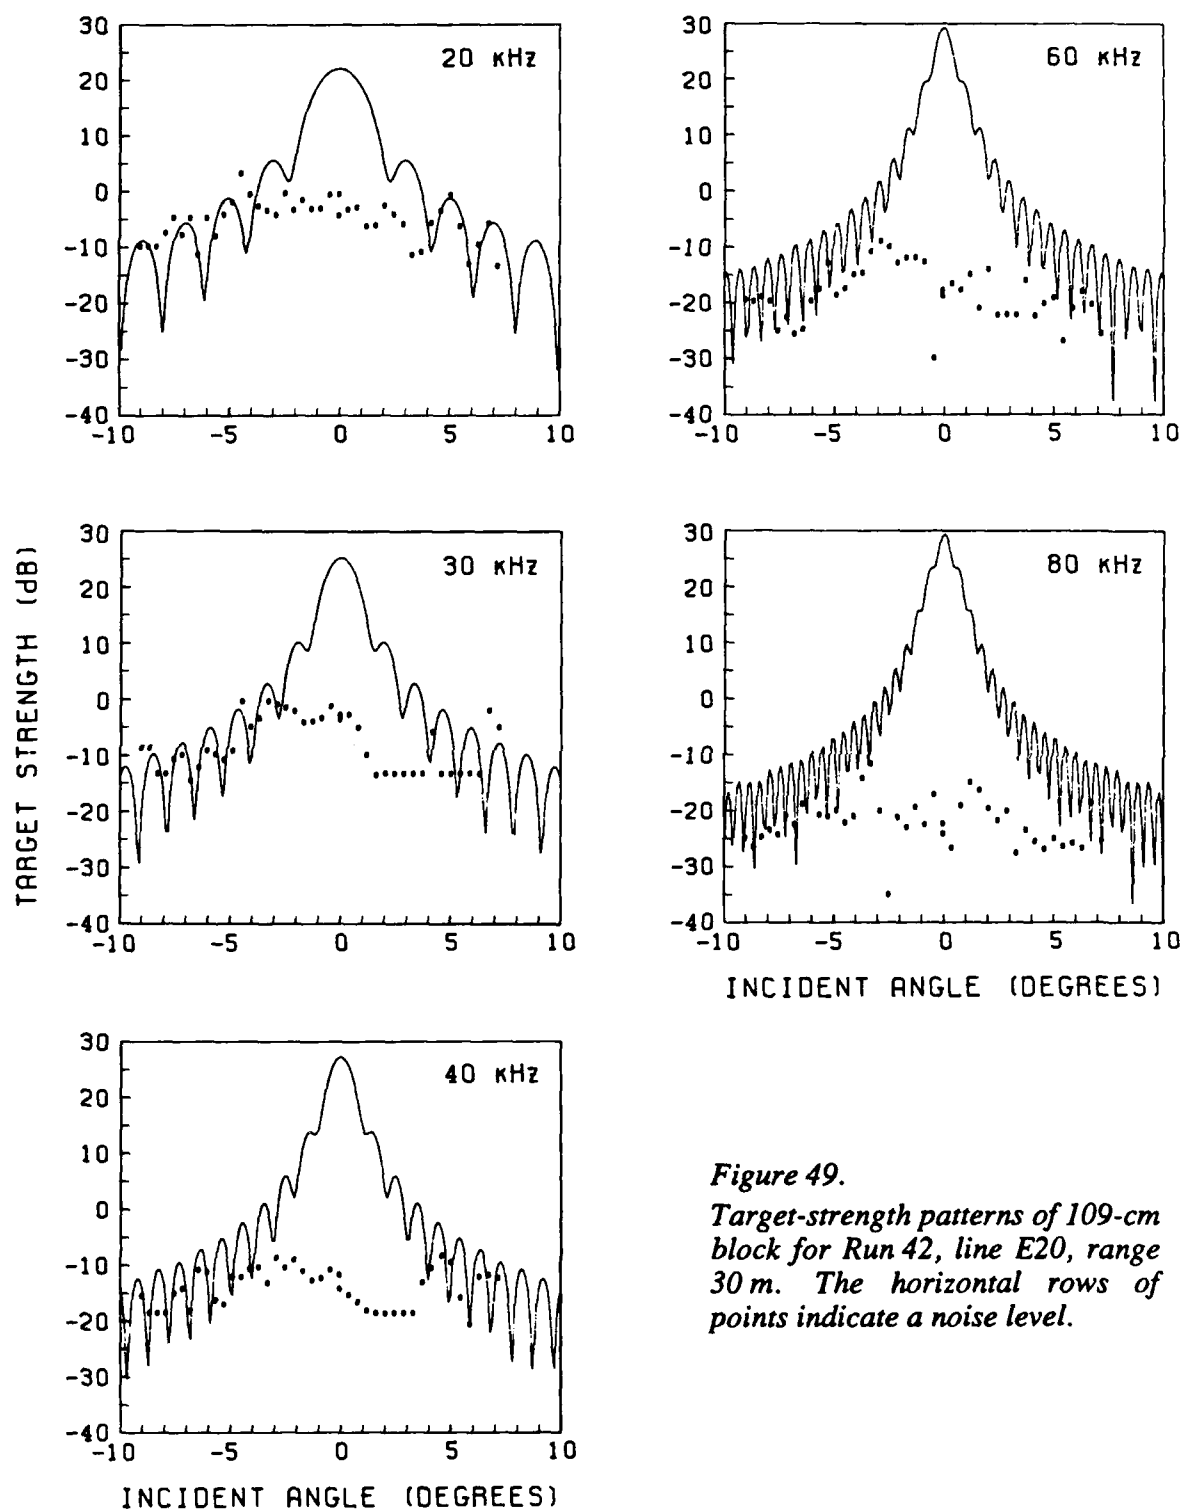 30
20
10
0
-10
-20
-30
-40
20 KHz
-10 -5 0 5 10
30
20
10
0
-10
-20
-30
-40
60 KHz
-10 -5 0 5 10
TARGET STRENGTH (dB)
30
20
10
0
-10
-20
-30
-40
30 KHz
-10 -5 0 5 10
30
20
10
0
-10
-20
-30
-40
80 KHz
-10 -5 0 5 10
INCIDENT ANGLE (DEGREES)
30
20
10
0
-10
-20
-30
-40
40 KHz
-10 -5 0 5 10
INCIDENT ANGLE (DEGREES)
Figure 49.
Target-strength patterns of 109-cm
block for Run 42, line E20, range
30 m. The horizontal rows of
points indicate a noise level.